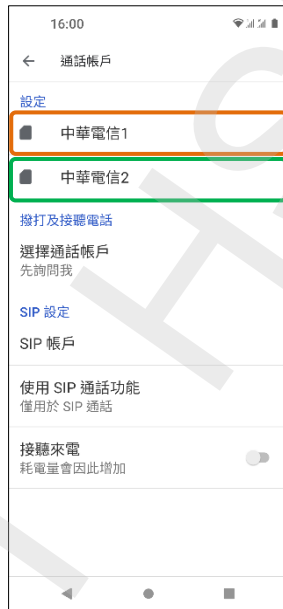 16:00
通話帳戶
設定
中華電信1
中華電信2
撥打及接聽電話
選擇通話帳戶
先詢問我
SIP 設定
SIP 帳戶
使用 SIP 通話功能
僅用於 SIP 通話
接聽來電
耗電量會因此增加